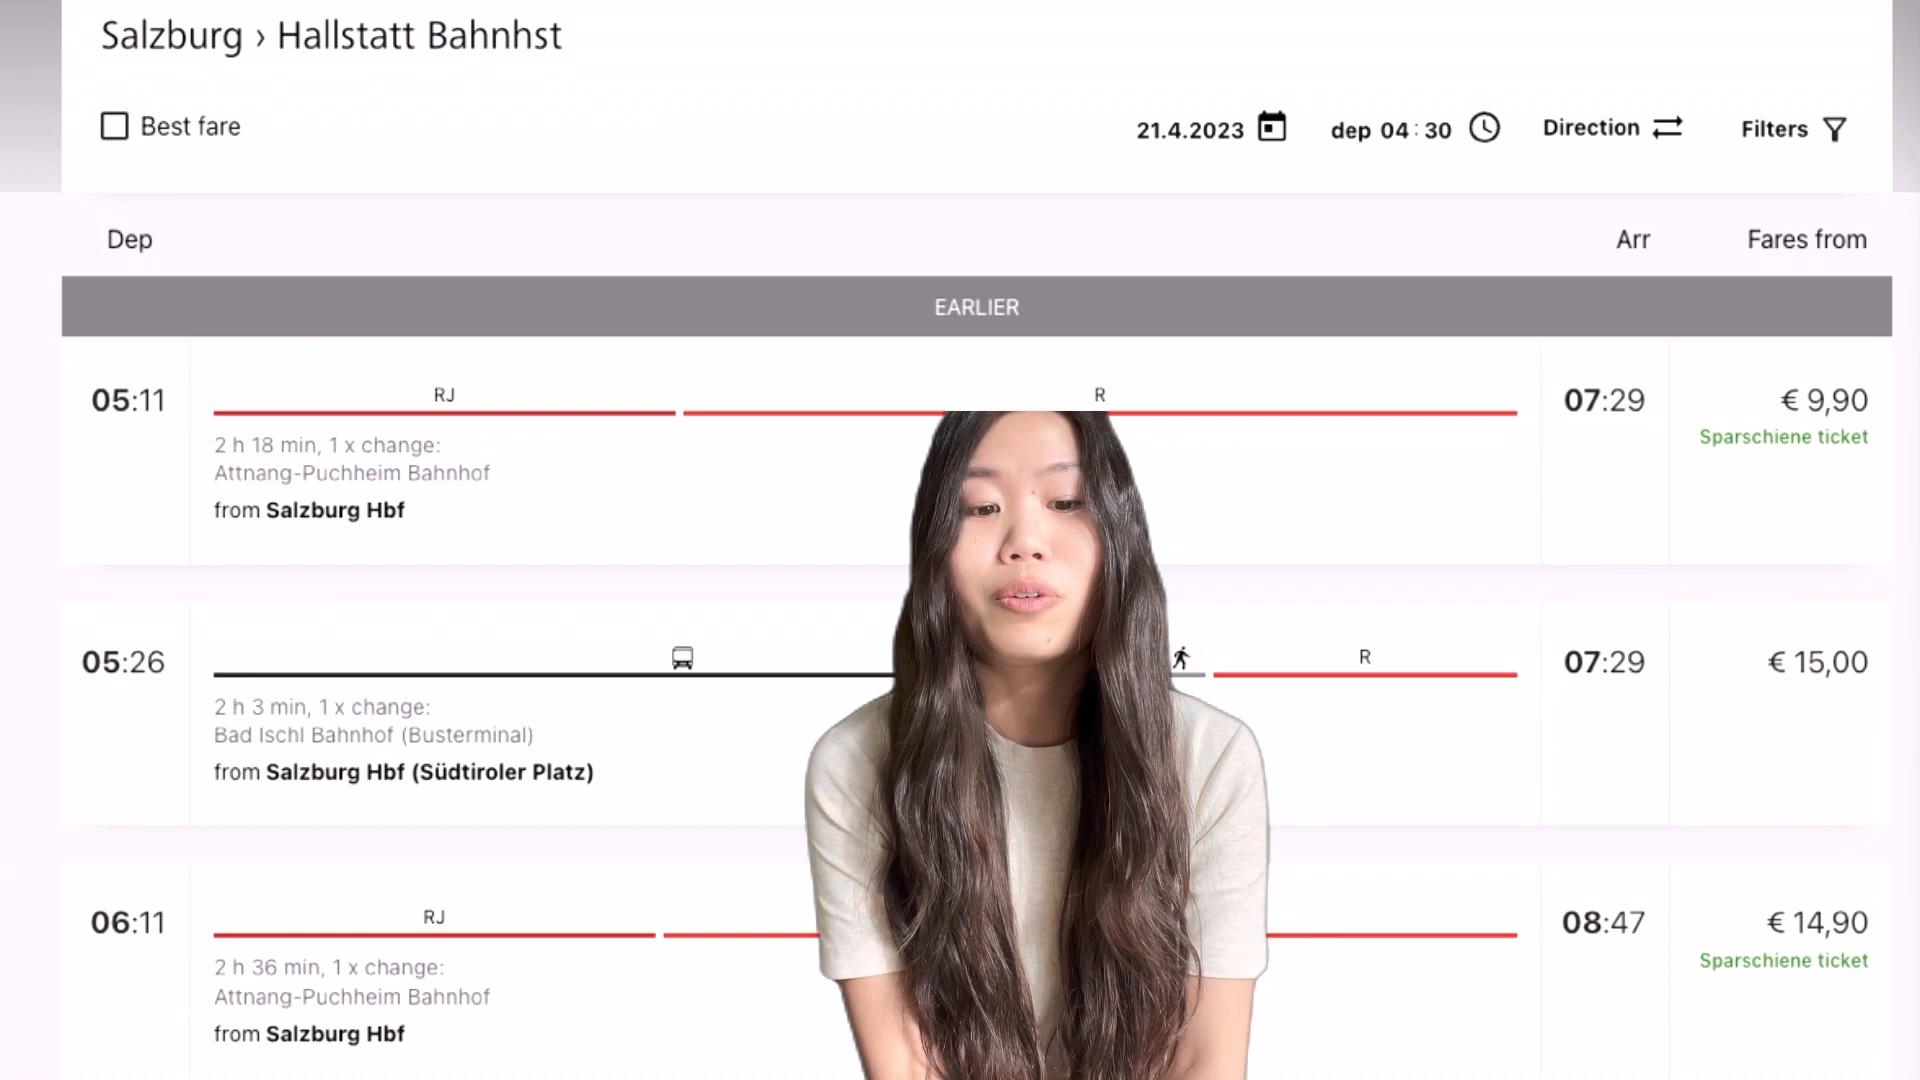 Salzburg › Hallstatt Bahnhst
Best fare
21.4.2023
dep 04:30
Direction
Filters
Dep
Arr
Fares from
EARLIER
05:11
RJ
R
07:29
€ 9,90
2 h 18 min, 1 x change:
Sparschiene ticket
Attnang-Puchheim Bahnhof
from Salzburg Hbf
05:26
R
07:29
€ 15,00
2 h 3 min, 1 x change:
Bad Ischl Bahnhof (Busterminal)
from Salzburg Hbf (Südtiroler Platz)
06:11
RJ
08:47
€ 14,90
2 h 36 min, 1 x change:
Sparschiene ticket
Attnang-Puchheim Bahnhof
from Salzburg Hbf